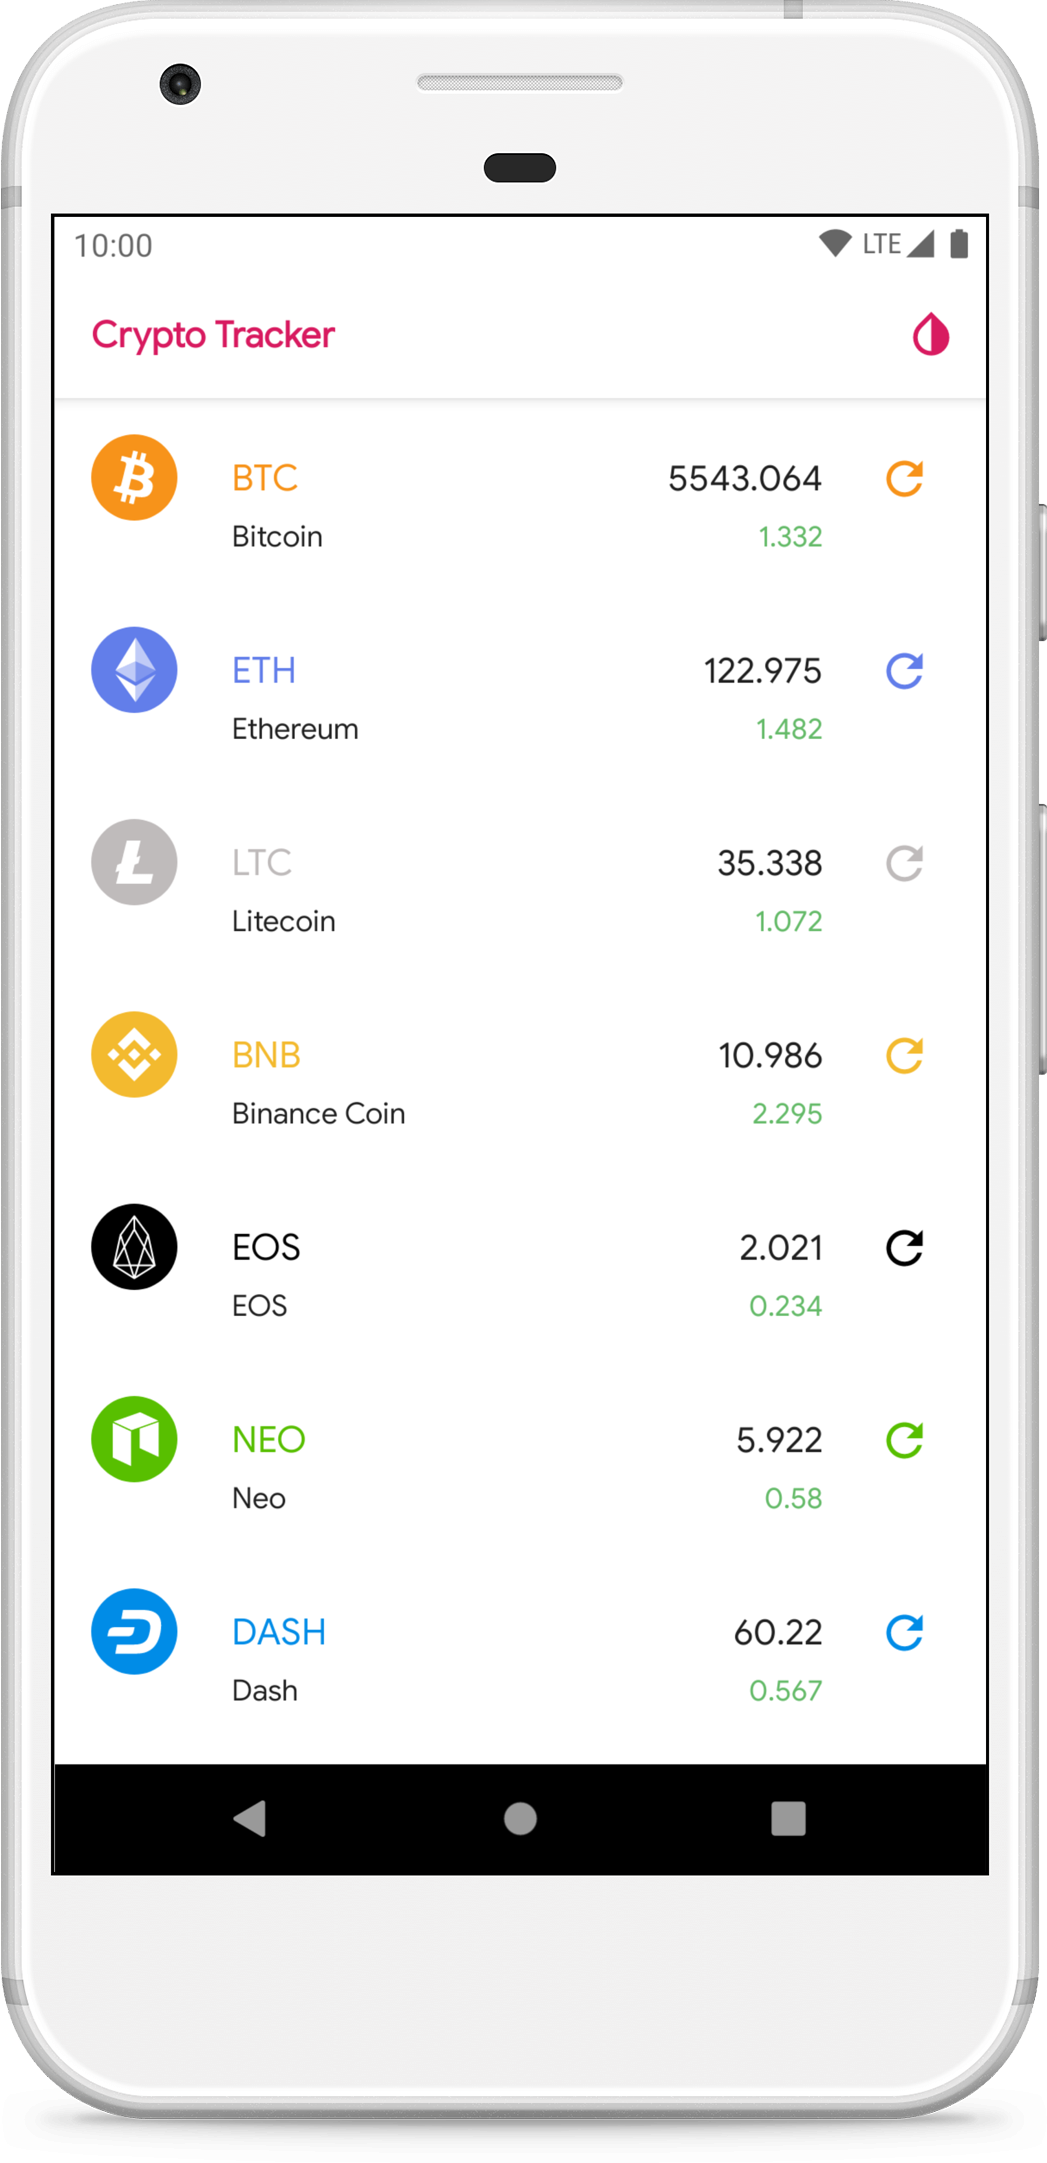 10:00 LTE
Crypto Tracker
BTC 5543.064
Bitcoin 1.332
ETH 122.975
Ethereum 1.482
LTC 35.338
Litecoin 1.072
BNB 10.986
Binance Coin 2.295
EOS 2.021
EOS 0.234
NEO 5.922
Neo 0.58
DASH 60.22
Dash 0.567